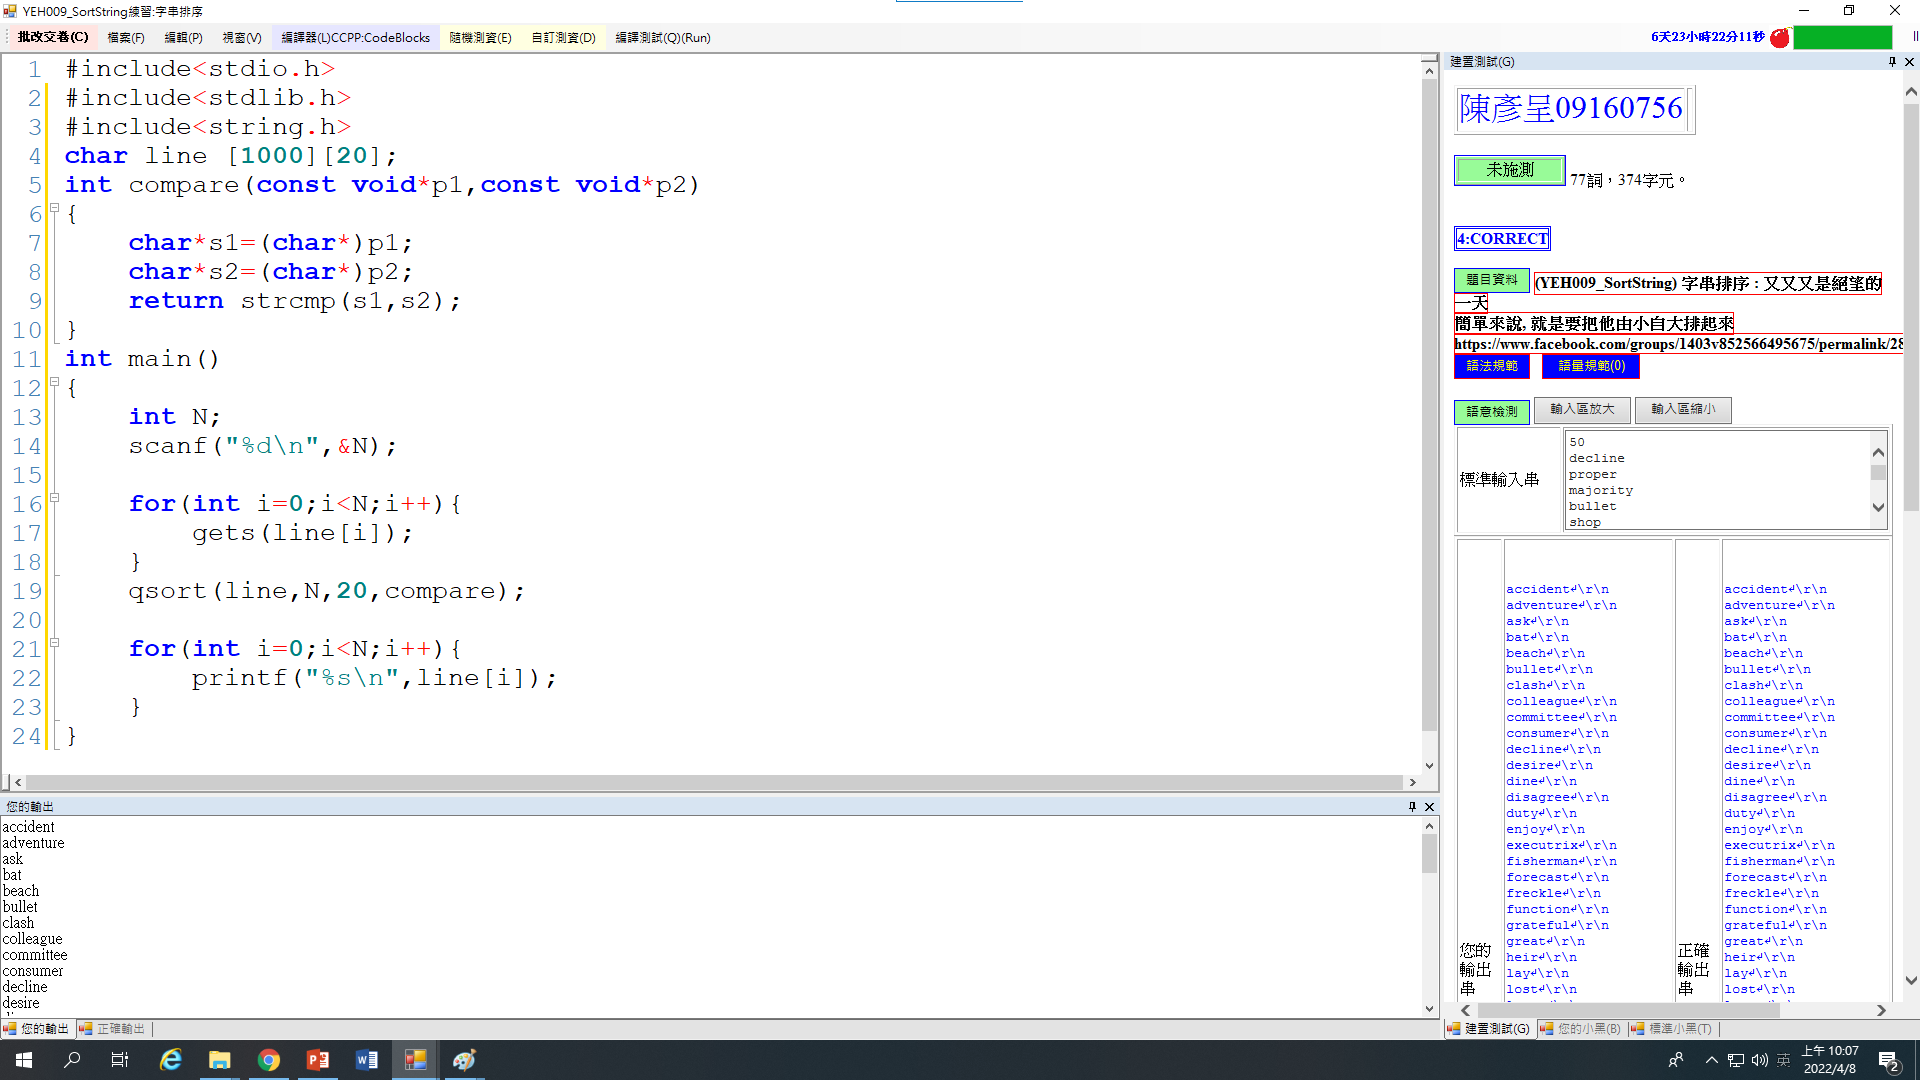 YEH009_SortString練習:字串排序
批改交卷(C) 檔案(F) 編輯(P) 視窗(V) 編譯器(L)CCPP:CodeBlocks 隨機測資(E) 自訂測資(D) 編譯測試(Q)(Run) 6天23小時22分11秒
1 #include<stdio.h>
2 #include<stdlib.h>
3 #include<string.h>
4 char line [1000][20];
5 int compare(const void*p1,const void*p2)
6 {
7 char*s1=(char*)p1;
8 char*s2=(char*)p2;
9 return strcmp(s1,s2);
10 }
11 int main()
12 {
13 int N;
14 scanf("%d\n",&N);
15
16 for(int i=0;i<N;i++){
17 gets(line[i]);
18 }
19 qsort(line,N,20,compare);
20
21 for(int i=0;i<N;i++){
22 printf("%s\n",line[i]);
23 }
24 }
您的輸出
accident
adventure
ask
bat
beach
bullet
clash
colleague
committee
consumer
decline
desire
您的輸出 正確輸出
建置測試(G)
陳彥呈09160756
未施測 77詞，374字元。
4:CORRECT
題目資料 (YEH009_SortString) 字串排序 : 又又又是絕望的
一天
簡單來說, 就是要把他由小自大排起來
https://www.facebook.com/groups/1403v852566495675/permalink/28
語法規範 語量規範(0)
語意檢測 輸入區放大 輸入區縮小
標準輸入串
50
decline
proper
majority
bullet
shop
您的
輸出
串
accident↲\r\n
adventure↲\r\n
ask↲\r\n
bat↲\r\n
beach↲\r\n
bullet↲\r\n
clash↲\r\n
colleague↲\r\n
committee↲\r\n
consumer↲\r\n
decline↲\r\n
desire↲\r\n
dine↲\r\n
disagree↲\r\n
duty↲\r\n
enjoy↲\r\n
executrix↲\r\n
fisherman↲\r\n
forecast↲\r\n
freckle↲\r\n
function↲\r\n
grateful↲\r\n
great↲\r\n
heir↲\r\n
lay↲\r\n
lost↲\r\n
正確
輸出
串
accident↲\r\n
adventure↲\r\n
ask↲\r\n
bat↲\r\n
beach↲\r\n
bullet↲\r\n
clash↲\r\n
colleague↲\r\n
committee↲\r\n
consumer↲\r\n
decline↲\r\n
desire↲\r\n
dine↲\r\n
disagree↲\r\n
duty↲\r\n
enjoy↲\r\n
executrix↲\r\n
fisherman↲\r\n
forecast↲\r\n
freckle↲\r\n
function↲\r\n
grateful↲\r\n
great↲\r\n
heir↲\r\n
lay↲\r\n
lost↲\r\n
建置測試(G) 您的小黑(B) 標準小黑(T)
英 上午 10:07
2022/4/8
2